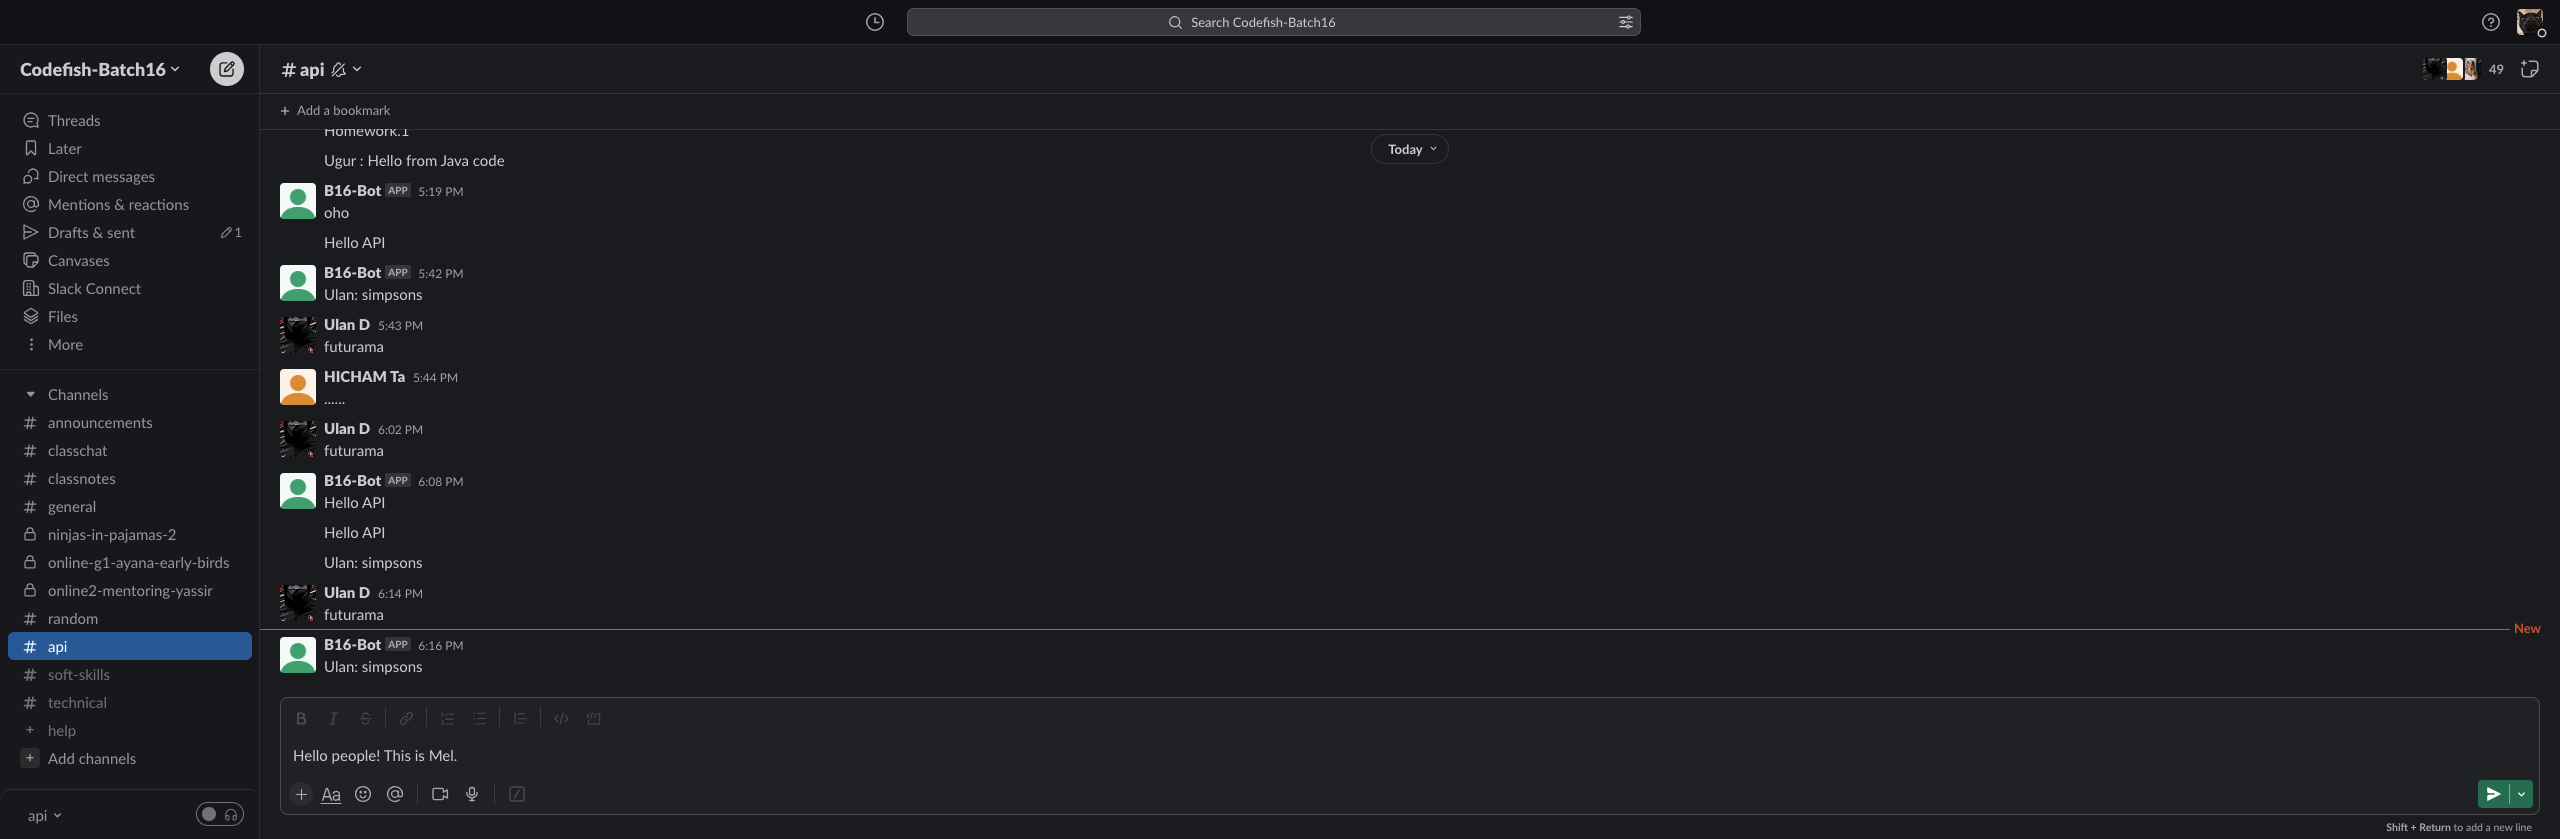 Search Codefish-Batch16
Codefish-Batch16
Threads
Later
Direct messages
Mentions & reactions
Drafts & sent
1
Canvases
Slack Connect
Files
More
Channels
# announcements
# classchat
# classnotes
# general
ninjas-in-pajamas-2
online-g1-ayana-early-birds
online2-mentoring-yassir
# random
# api
# soft-skills
# technical
+ help
+ Add channels
api
# api
49
+ Add a bookmark
Homework.1
Today
Ugur : Hello from Java code
B16-Bot APP 5:19 PM
oho
Hello API
B16-Bot APP 5:42 PM
Ulan: simpsons
Ulan D 5:43 PM
futurama
HICHAM Ta 5:44 PM
......
Ulan D 6:02 PM
futurama
B16-Bot APP 6:08 PM
Hello API
Hello API
Ulan: simpsons
Ulan D 6:14 PM
futurama
New
B16-Bot APP 6:16 PM
Ulan: simpsons
B I S
Hello people! This is Mel.
+ Aa @
Shift + Return to add a new line